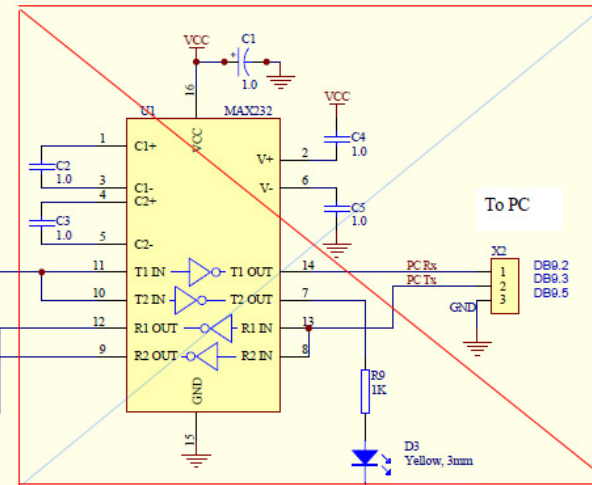 VCC
C1
+
1.0
16
U1
MAX232
VCC
VCC
1
C1+
C4
1.0
C2
1.0
V+
2
3
C1-
V-
6
4
C2+
C3
1.0
C5
1.0
To PC
5
C2-
X2
11
T1 IN
T1 OUT
14
PC Rx
1
DB9.2
10
T2 IN
T2 OUT
7
PC Tx
2
DB9.3
GND
3
DB9.5
12
R1 OUT
R1 IN
13
9
R2 OUT
R2 IN
8
R9
1K
GND
15
D3
Yellow, 3mm